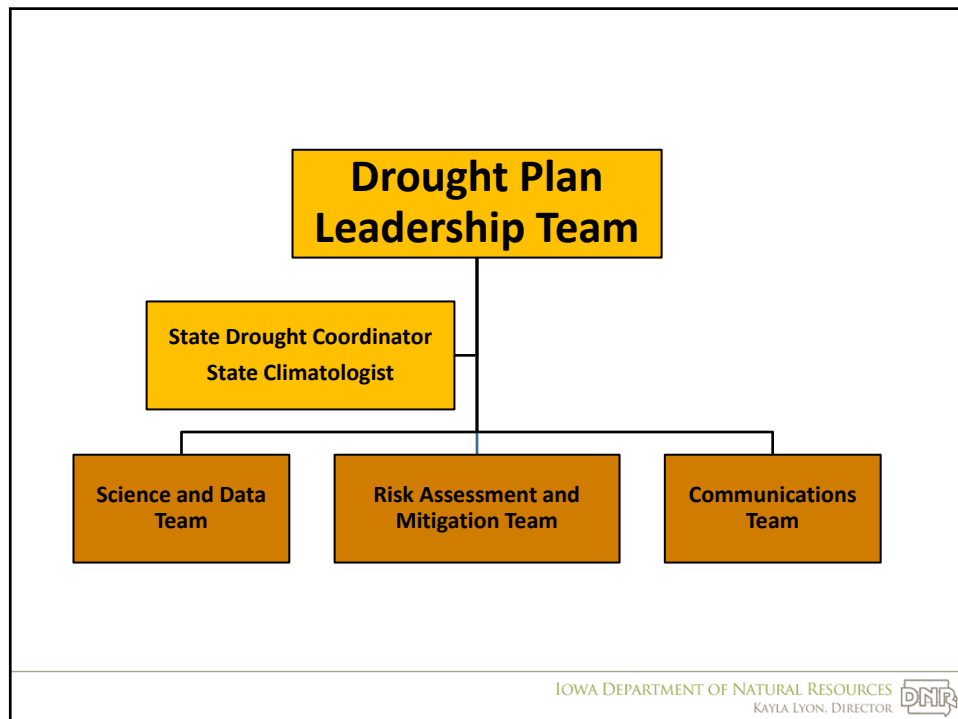 Drought Plan
Leadership Team
State Drought Coordinator
State Climatologist
Science and Data
Team
Risk Assessment and
Mitigation Team
Communications
Team
IOWA DEPARTMENT OF NATURAL RESOURCES
KAYLA LYON, DIRECTOR
DNR